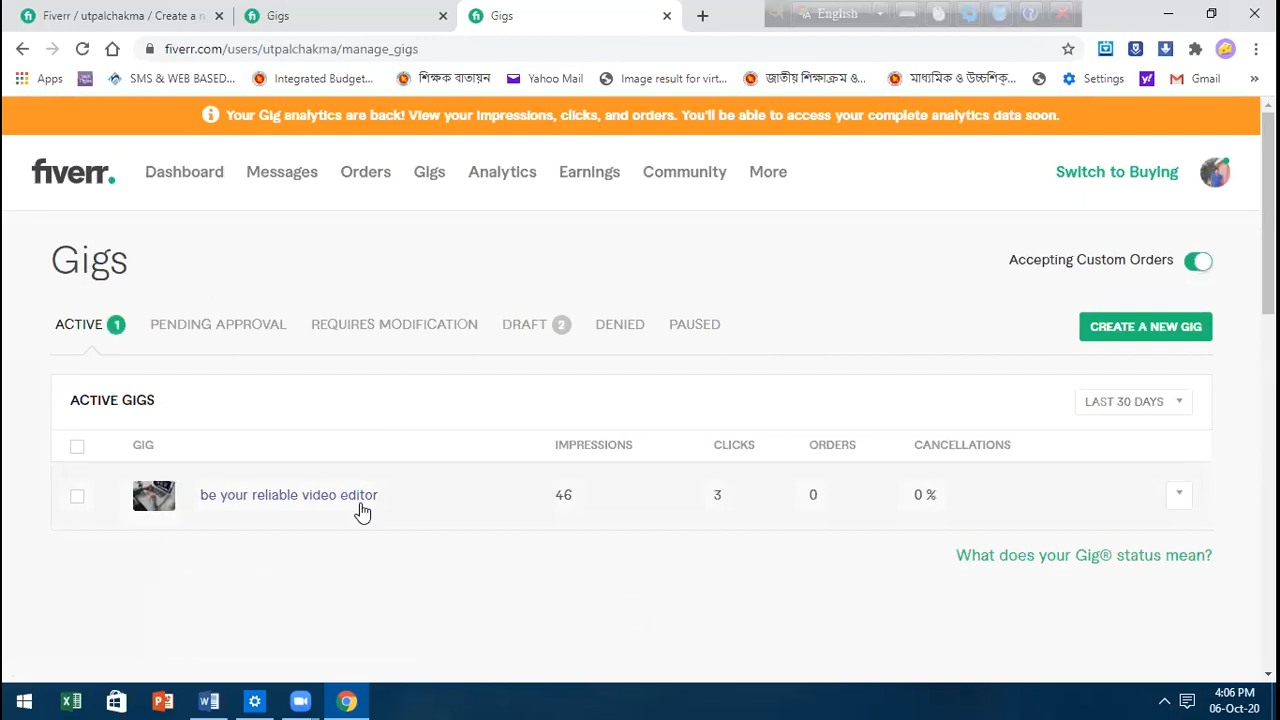 Fiverr / utpalchakma / Create a n
Gigs
Gigs
English
fiverr.com/users/utpalchakma/manage_gigs
Apps
SMS & WEB BASED...
Integrated Budget...
শিক্ষক বাতায়ন
Yahoo Mail
Image result for virt...
জাতীয় শিক্ষাক্রম ও...
মাধ্যমিক ও উচ্চশিক্...
Settings
Gmail
Your Gig analytics are back! View your impressions, clicks, and orders. You'll be able to access your complete analytics data soon.
fiverr.
Dashboard
Messages
Orders
Gigs
Analytics
Earnings
Community
More
Switch to Buying
Gigs
Accepting Custom Orders
ACTIVE 1
PENDING APPROVAL
REQUIRES MODIFICATION
DRAFT 2
DENIED
PAUSED
CREATE A NEW GIG
ACTIVE GIGS
LAST 30 DAYS
GIG
IMPRESSIONS
CLICKS
ORDERS
CANCELLATIONS
be your reliable video editor
46
3
0
0 %
What does your Gig® status mean?
4:06 PM
06-Oct-20